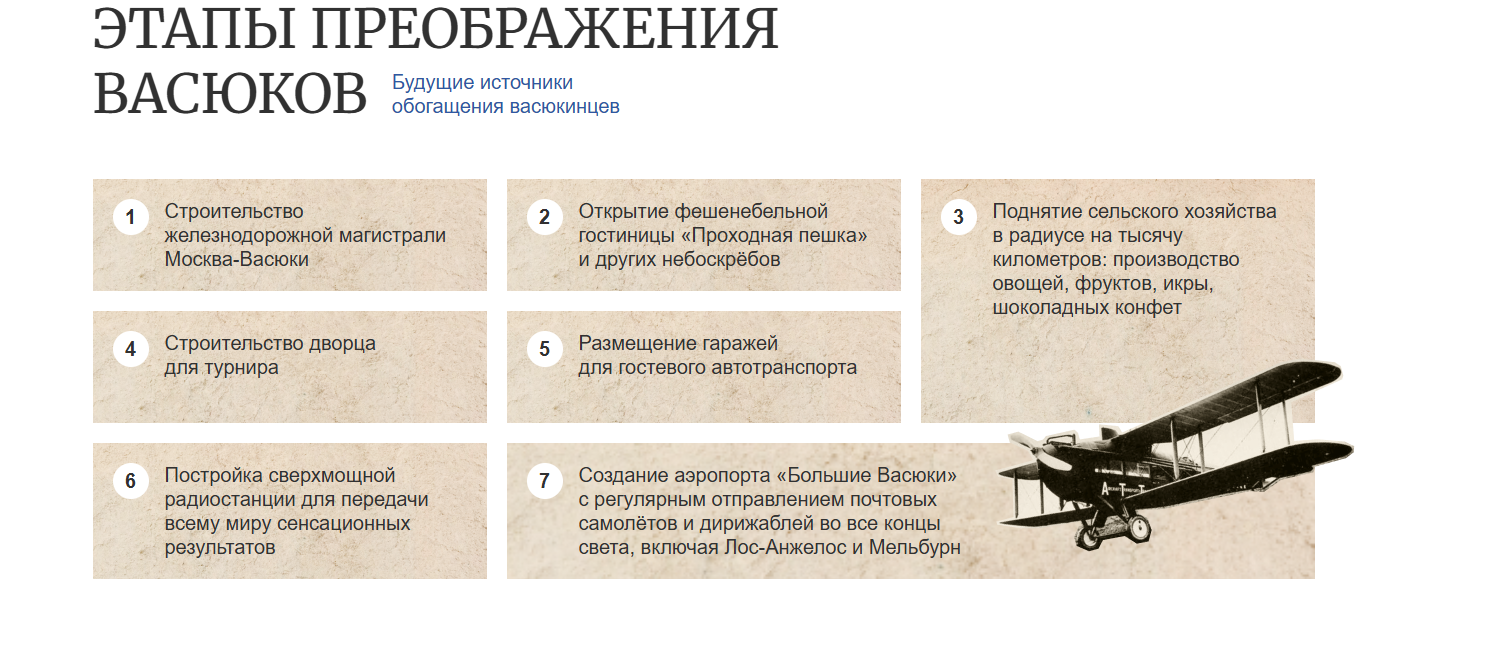 ЭТАПЫ ПРЕОБРАЖЕНИЯ
ВАСЮКОВ
Будущие источники
обогащения васюкинцев
1
Строительство
железнодорожной магистрали
Москва-Васюки
2
Открытие фешенебельной
гостиницы «Проходная пешка»
и других небоскрёбов
3
Поднятие сельского хозяйства
в радиусе на тысячу
километров: производство
овощей, фруктов, икры,
шоколадных конфет
4
Строительство дворца
для турнира
5
Размещение гаражей
для гостевого автотранспорта
6
Постройка сверхмощной
радиостанции для передачи
всему миру сенсационных
результатов
7
Создание аэропорта «Большие Васюки»
с регулярным отправлением почтовых
самолётов и дирижаблей во все концы
света, включая Лос-Анжелос и Мельбурн